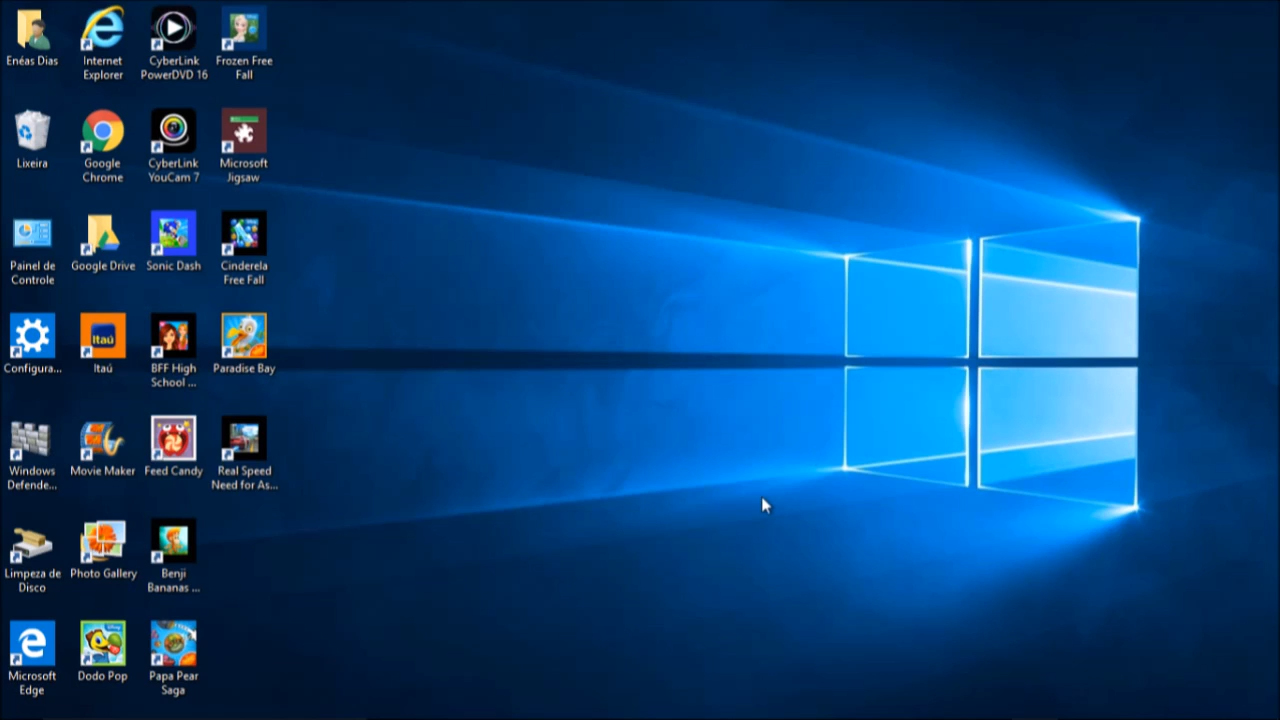 Enéas Dias
Internet
Explorer
CyberLink
PowerDVD 16
Frozen Free
Fall
Lixeira
Google
Chrome
CyberLink
YouCam 7
Microsoft
Jigsaw
Painel de
Controle
Google Drive
Sonic Dash
Cinderela
Free Fall
Configura...
Itaú
Itaú
BFF High
School ...
Paradise Bay
Windows
Defende...
Movie Maker
Feed Candy
Real Speed
Need for As...
Limpeza de
Disco
Photo Gallery
Benji
Bananas ...
Microsoft
Edge
Dodo Pop
Papa Pear
Saga